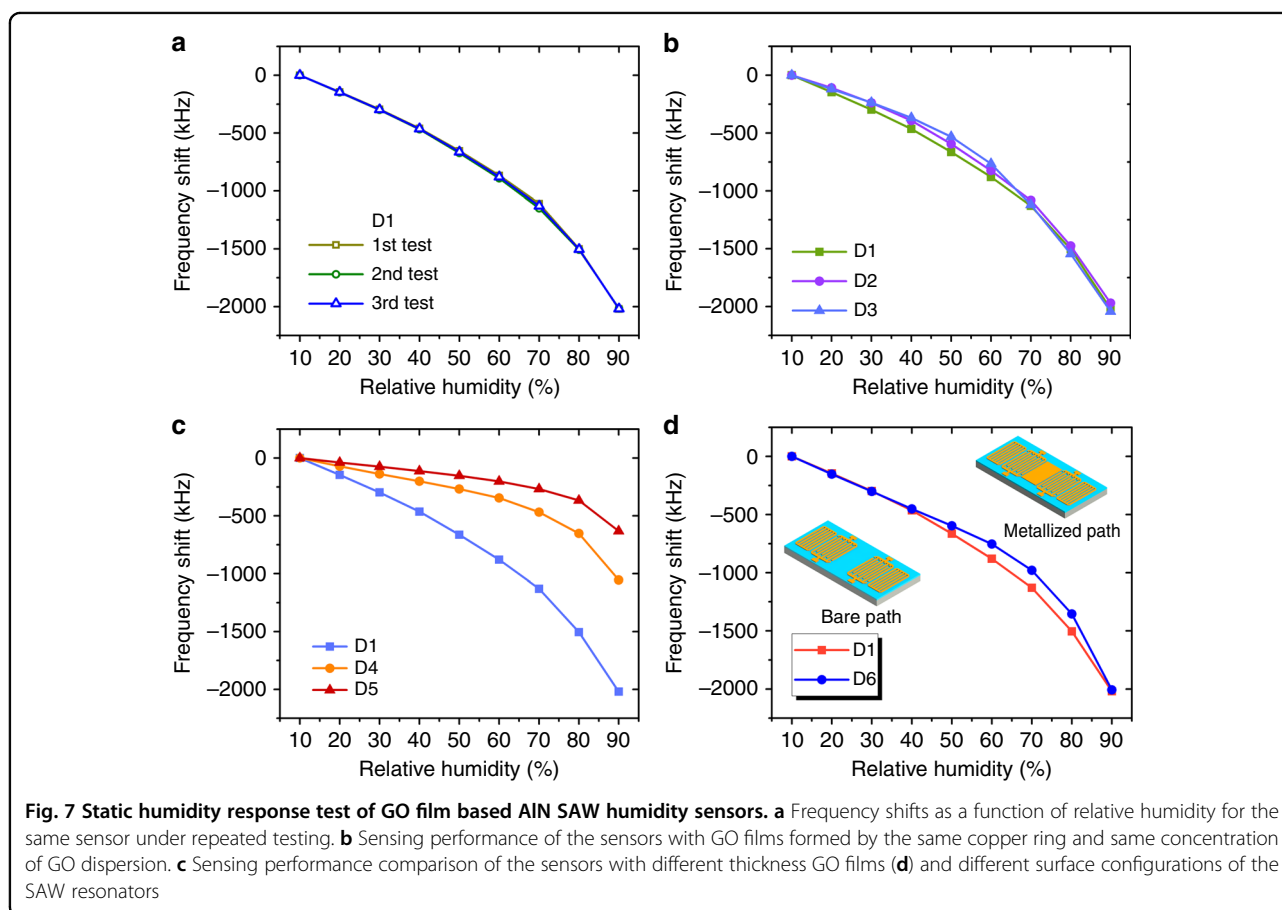 a
0
−500
−1000
−1500
−2000
Frequency shift (kHz)
D1
1st test
2nd test
3rd test
10 20 30 40 50 60 70 80 90
Relative humidity (%)
b
0
−500
−1000
−1500
−2000
Frequency shift (kHz)
D1
D2
D3
10 20 30 40 50 60 70 80 90
Relative humidity (%)
c
0
−500
−1000
−1500
−2000
Frequency shift (kHz)
D1
D4
D5
10 20 30 40 50 60 70 80 90
Relative humidity (%)
d
0
−500
−1000
−1500
−2000
Frequency shift (kHz)
Metallized path
Bare path
D1
D6
10 20 30 40 50 60 70 80 90
Relative humidity (%)
Fig. 7 Static humidity response test of GO film based AlN SAW humidity sensors. a Frequency shifts as a function of relative humidity for the
same sensor under repeated testing. b Sensing performance of the sensors with GO films formed by the same copper ring and same concentration
of GO dispersion. c Sensing performance comparison of the sensors with different thickness GO films (d) and different surface configurations of the
SAW resonators